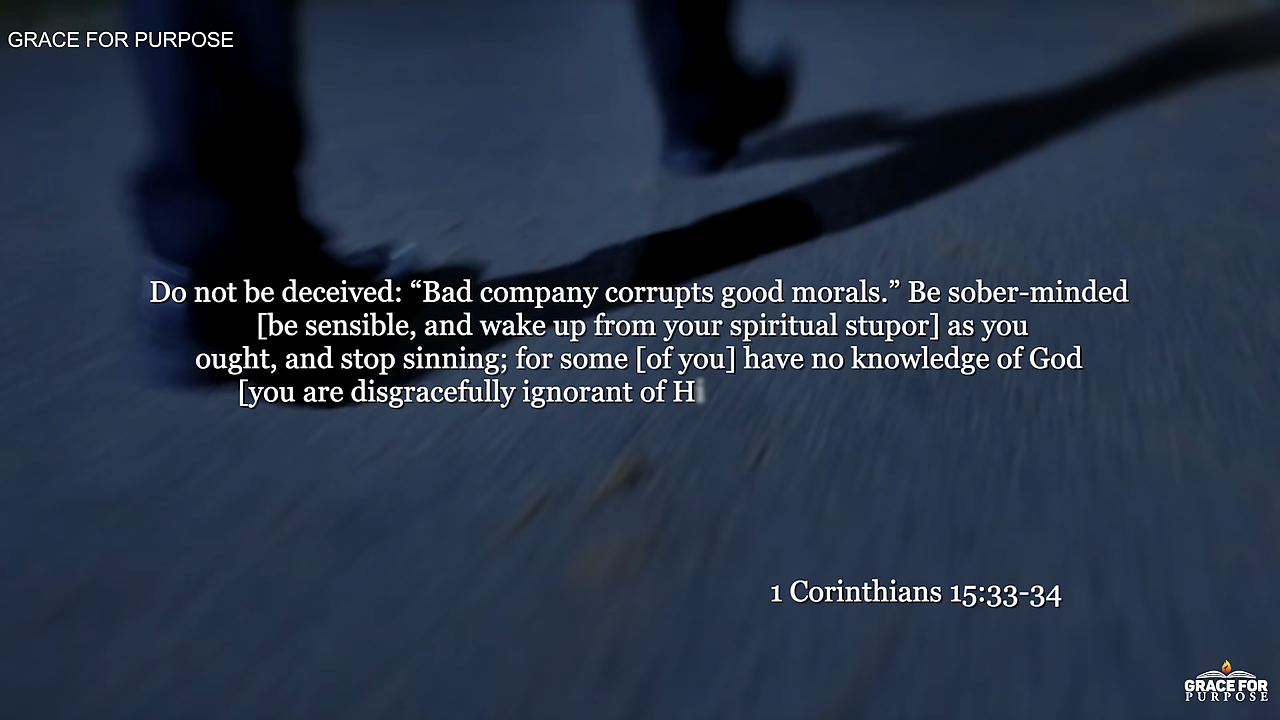 GRACE FOR PURPOSE
Do not be deceived: “Bad company corrupts good morals.” Be sober-minded
[be sensible, and wake up from your spiritual stupor] as you
ought, and stop sinning; for some [of you] have no knowledge of God
[you are disgracefully ignorant of Hi
1 Corinthians 15:33-34
GRACE FOR
PURPOSE